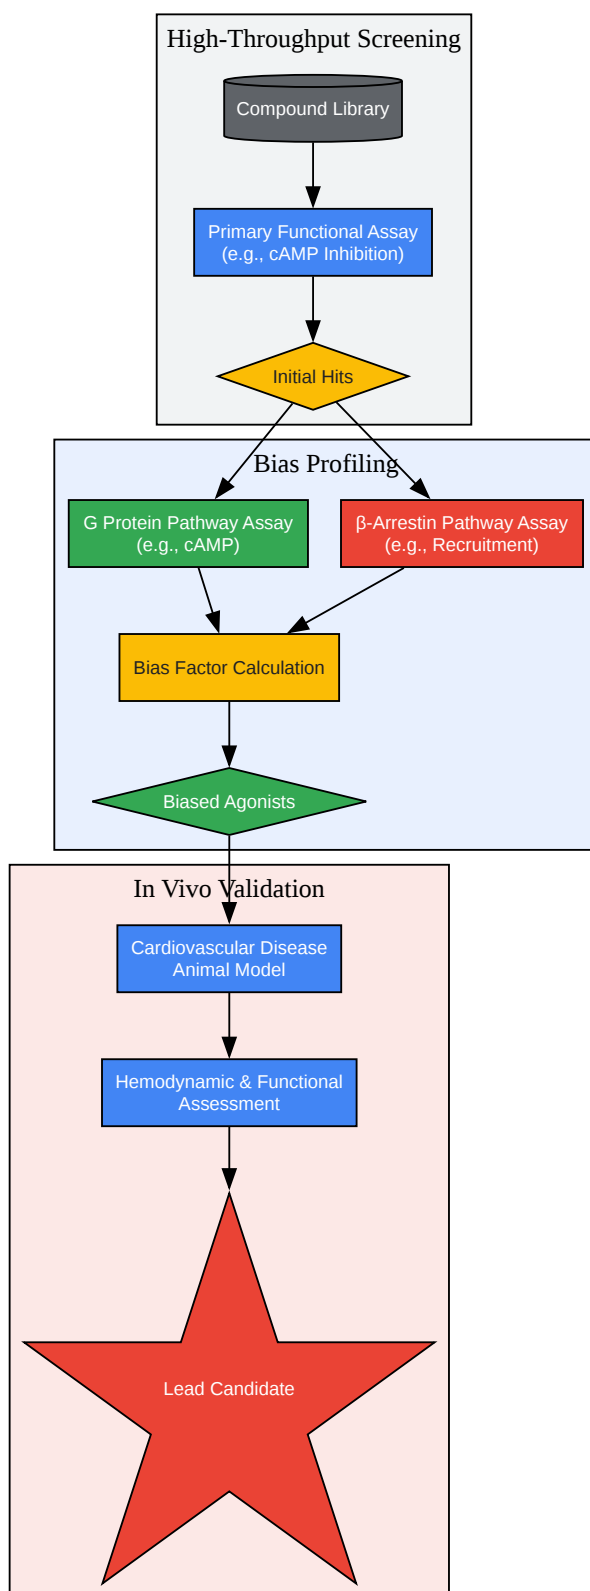 High-Throughput Screening
Compound Library
Primary Functional Assay
(e.g., cAMP Inhibition)
Initial Hits
Bias Profiling
G Protein Pathway Assay
(e.g., cAMP)
β-Arrestin Pathway Assay
(e.g., Recruitment)
Bias Factor Calculation
Biased Agonists
In Vivo Validation
Cardiovascular Disease
Animal Model
Hemodynamic & Functional
Assessment
Lead Candidate